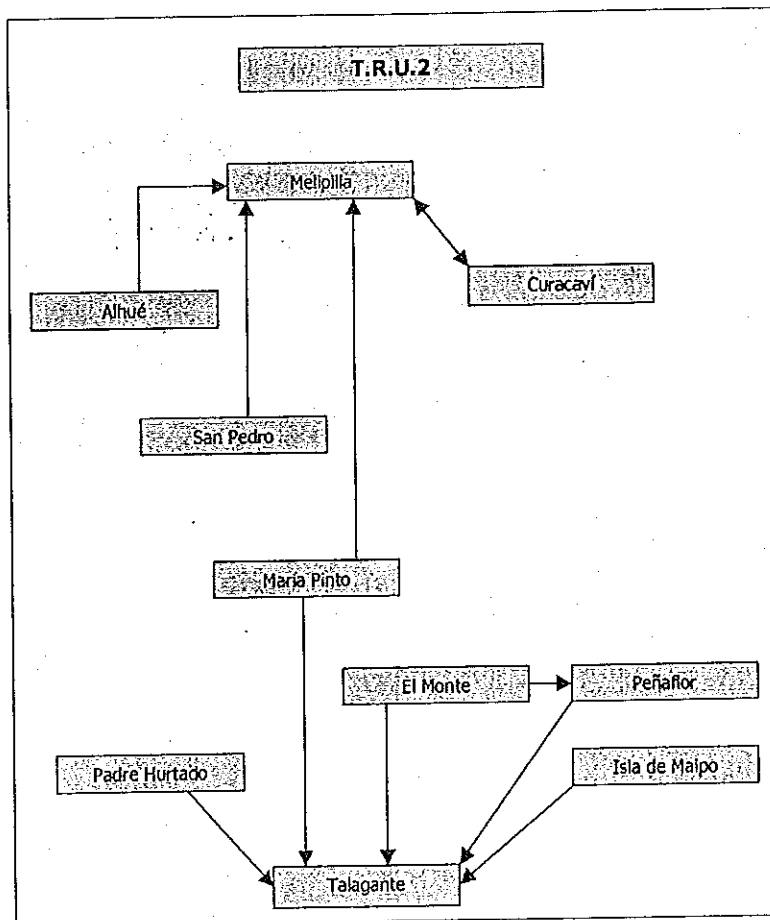 T.R.U.2
Melipilla
Curacaví
Alhué
San Pedro
María Pinto
El Monte
Peñaflor
Padre Hurtado
Isla de Maipo
Talagante